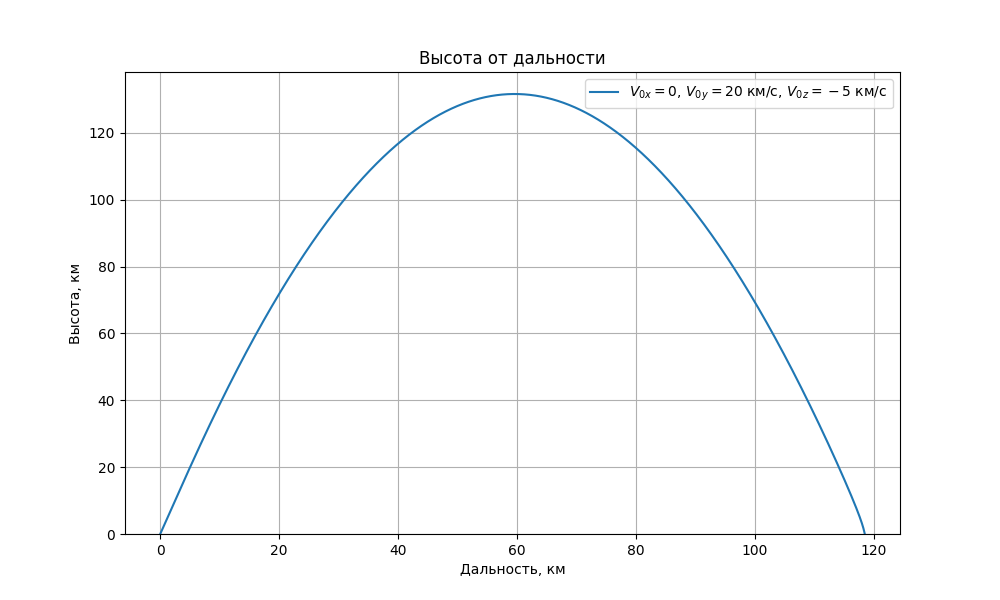 Высота от дальности
V₀ₓ = 0, V₀ᵧ = 20 км/с, V₀z = −5 км/с
Высота, км
120
100
80
60
40
20
0
0 20 40 60 80 100 120
Дальность, км